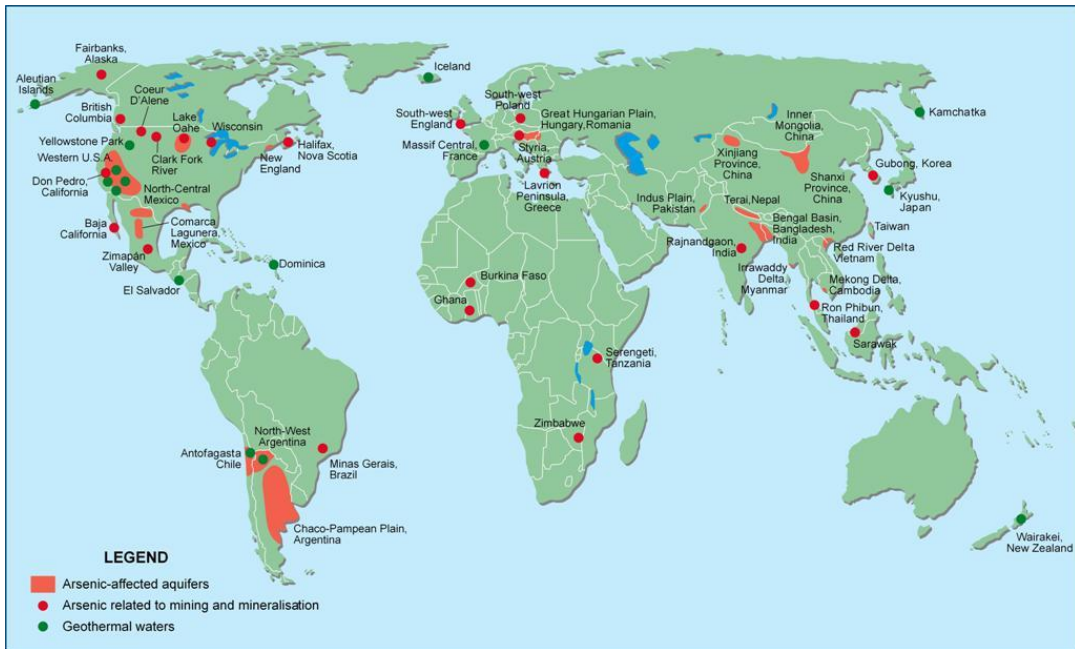 Fairbanks,
Alaska
Aleutian
Islands
Coeur
D'Alene
British
Columbia
Lake
Oahe
Wisconsin
Yellowstone Park
Western U.S.A.
Clark Fork
River
New
England
Halifax,
Nova Scotia
Don Pedro,
California
North-Central
Mexico
Baja
California
Comarca
Lagunera,
Mexico
Zimapán
Valley
El Salvador
Dominica
Iceland
South-west
England
South-west
Poland
Great Hungarian Plain,
Hungary,Romania
Massif Central,
France
Styria,
Austria
Lavrion
Peninsula,
Greece
Inner
Mongolia,
China
Kamchatka
Xinjiang
Province,
China
Gubong, Korea
Shanxi
Province,
China
Kyushu,
Japan
Indus Plain,
Pakistan
Terai,Nepal
Bengal Basin,
Bangladesh,
India
Taiwan
Rajnandgaon,
India
Red River Delta
Vietnam
Irrawaddy
Delta,
Myanmar
Mekong Delta,
Cambodia
Ron Phibun,
Thailand
Sarawak
Burkina Faso
Ghana
Serengeti,
Tanzania
Zimbabwe
North-West
Argentina
Antofagasta
Chile
Minas Gerais,
Brazil
Chaco-Pampean Plain,
Argentina
Wairakei,
New Zealand
LEGEND
Arsenic-affected aquifers
Arsenic related to mining and mineralisation
Geothermal waters